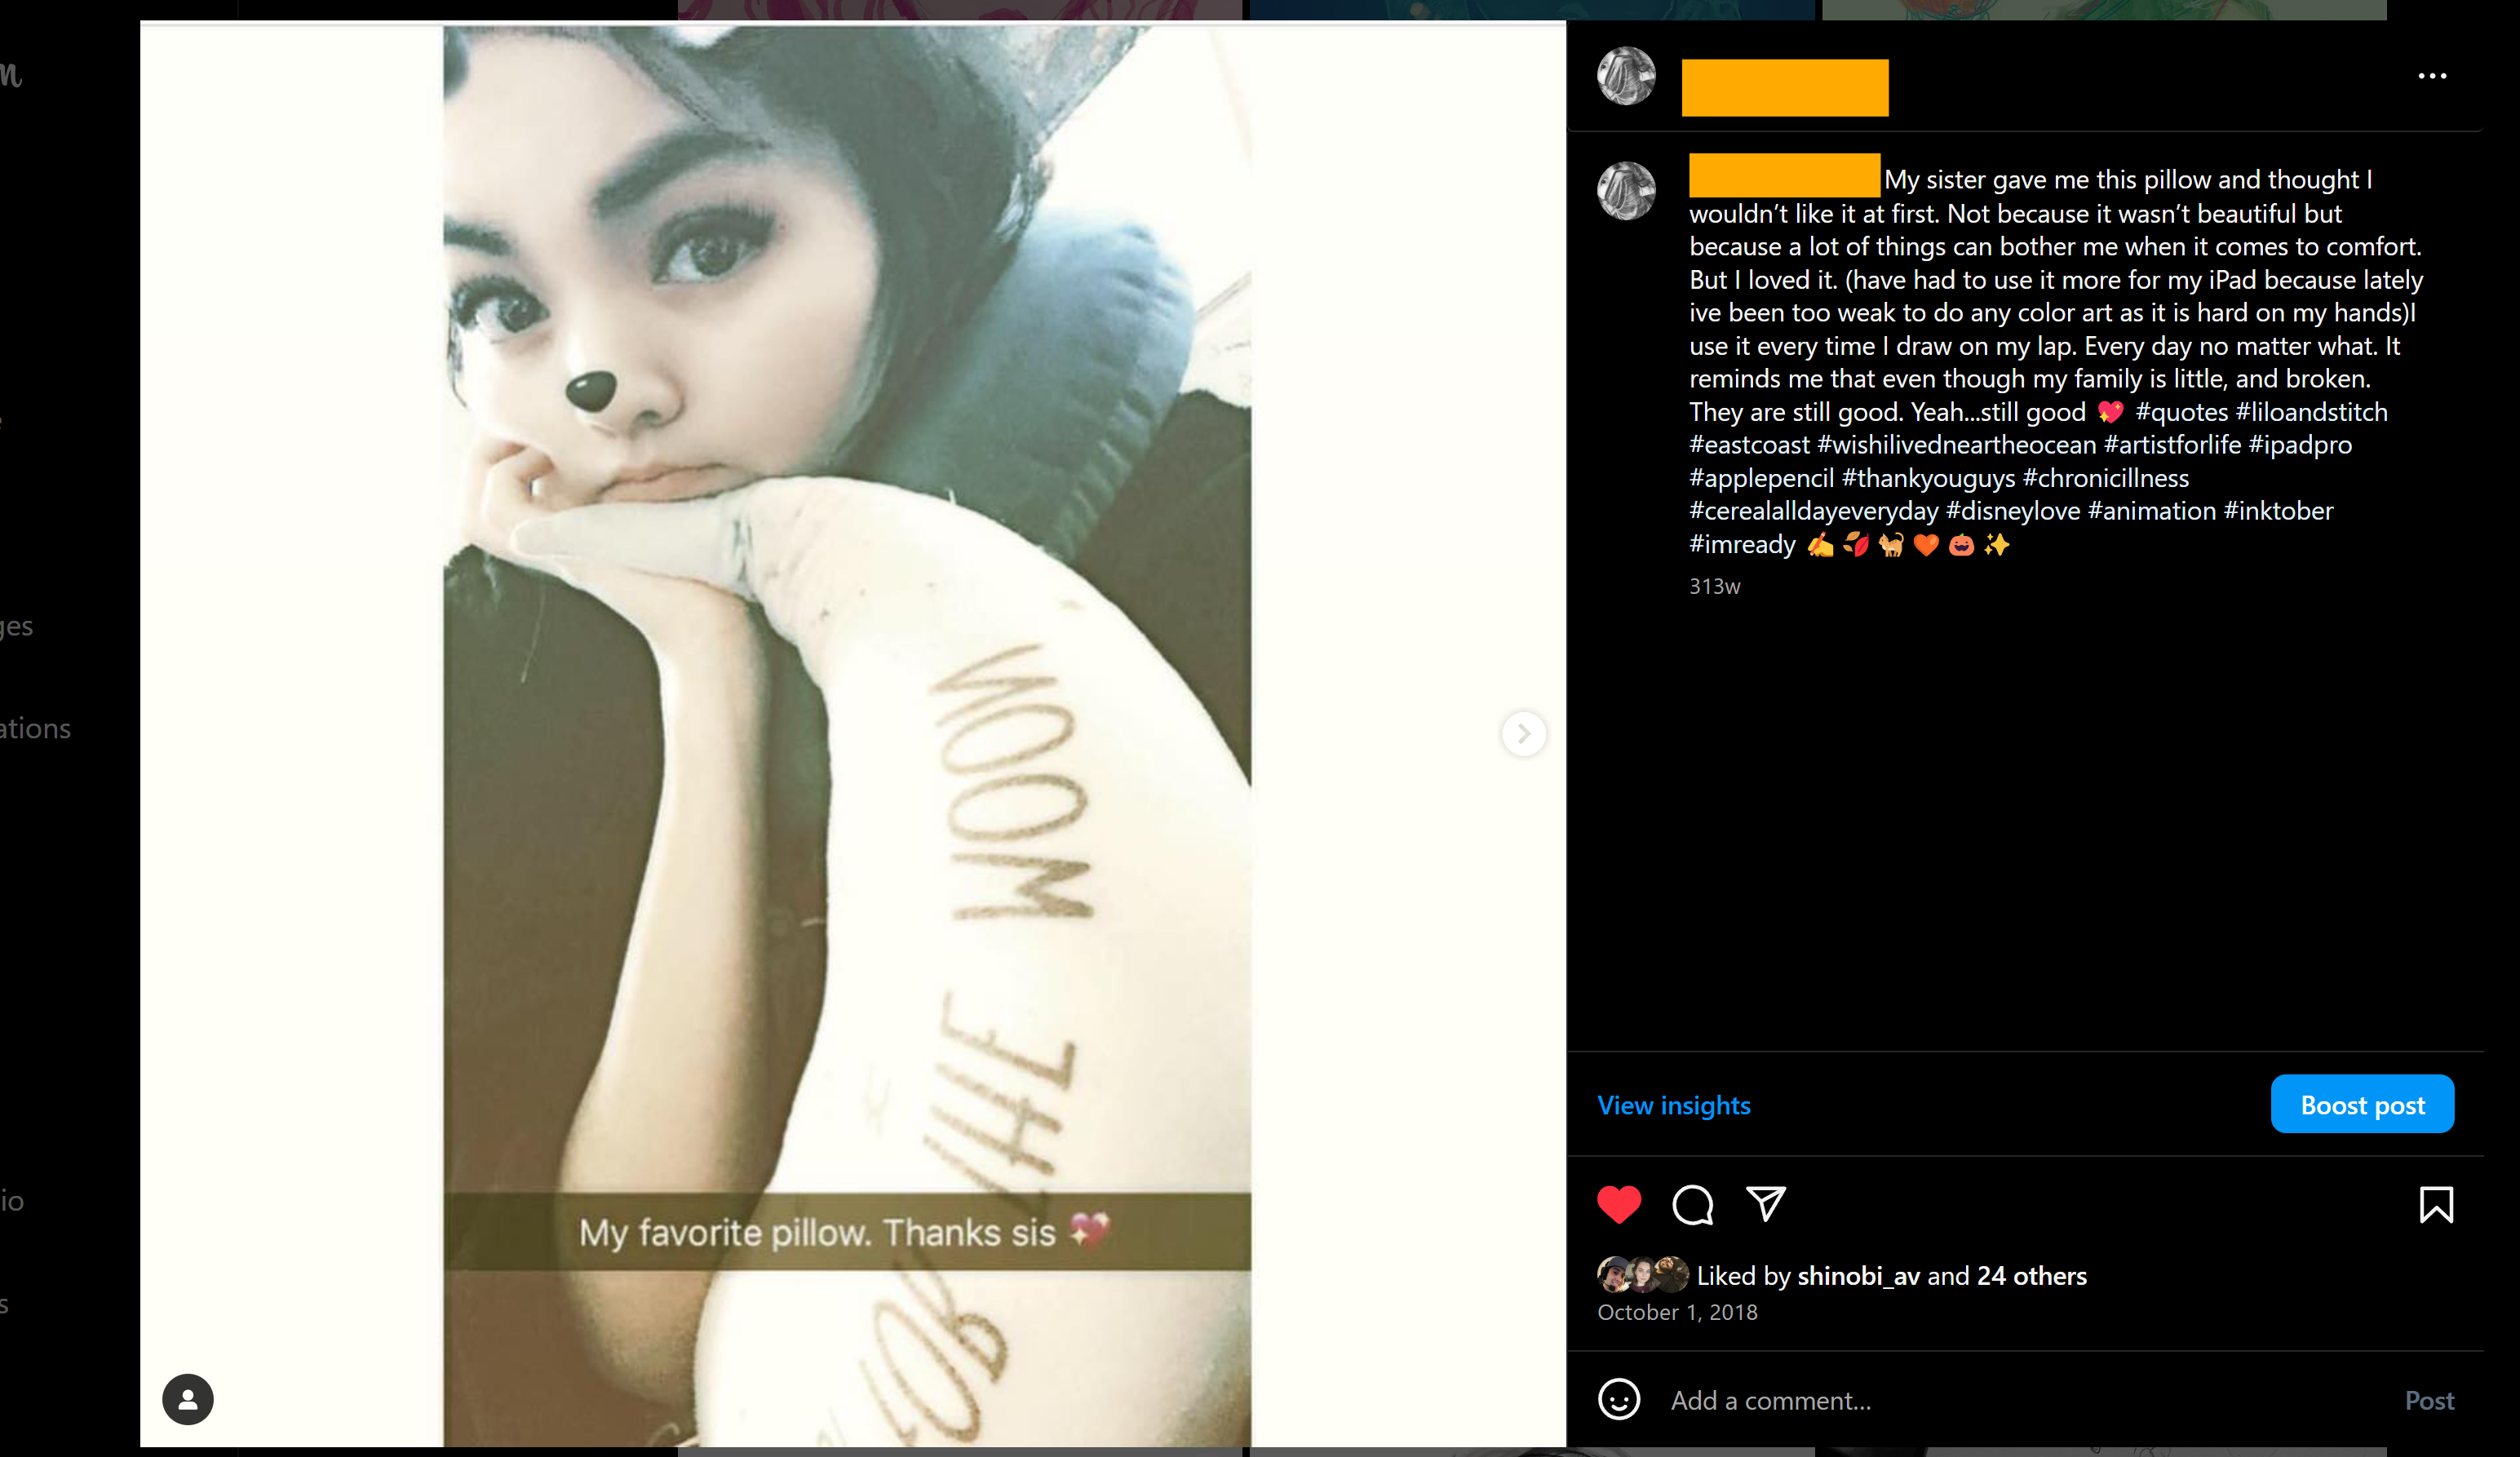 m
e
ges
ations
io
s
FOR
THE
MOON
My favorite pillow. Thanks sis 💖
My sister gave me this pillow and thought I
wouldn’t like it at first. Not because it wasn’t beautiful but
because a lot of things can bother me when it comes to comfort.
But I loved it. (have had to use it more for my iPad because lately
ive been too weak to do any color art as it is hard on my hands)I
use it every time I draw on my lap. Every day no matter what. It
reminds me that even though my family is little, and broken.
They are still good. Yeah...still good 💖 #quotes #liloandstitch
#eastcoast #wishilivedneartheocean #artistforlife #ipadpro
#applepencil #thankyouguys #chronicillness
#cerealalldayeveryday #disneylove #animation #inktober
#imready ✍️🍂🐈🧡🎃✨
313w
View insights
Boost post
Liked by shinobi_av and 24 others
October 1, 2018
Add a comment...
Post